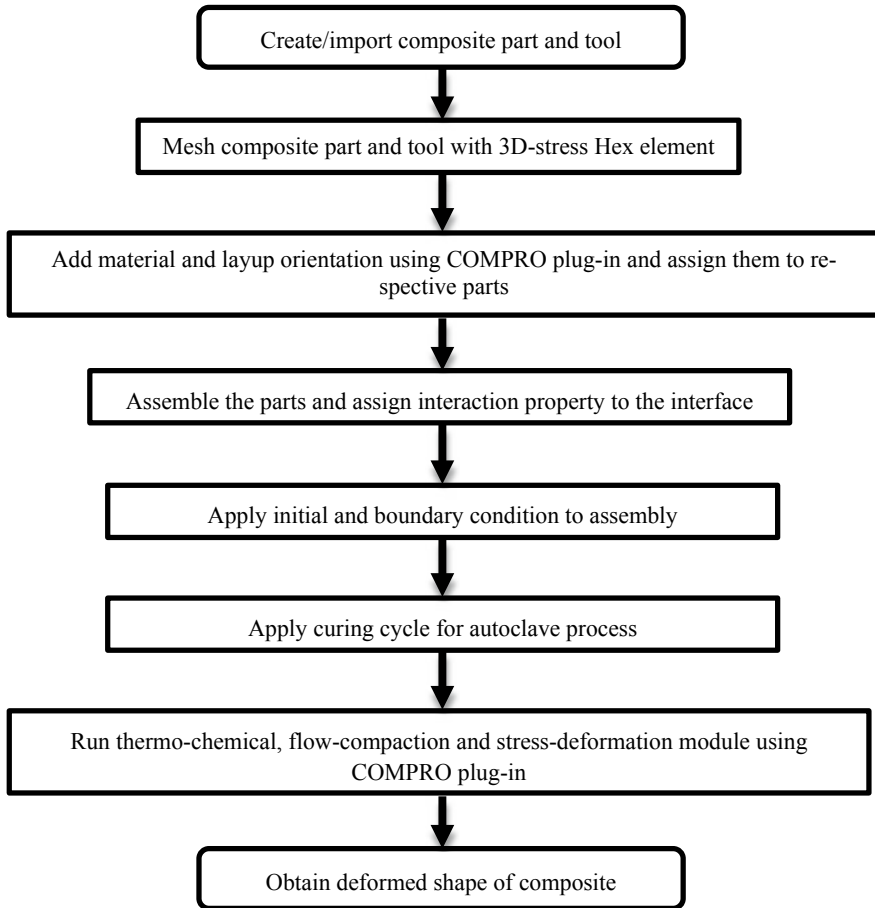 Create/import composite part and tool
Mesh composite part and tool with 3D-stress Hex element
Add material and layup orientation using COMPRO plug-in and assign them to re-
spective parts
Assemble the parts and assign interaction property to the interface
Apply initial and boundary condition to assembly
Apply curing cycle for autoclave process
Run thermo-chemical, flow-compaction and stress-deformation module using
COMPRO plug-in
Obtain deformed shape of composite